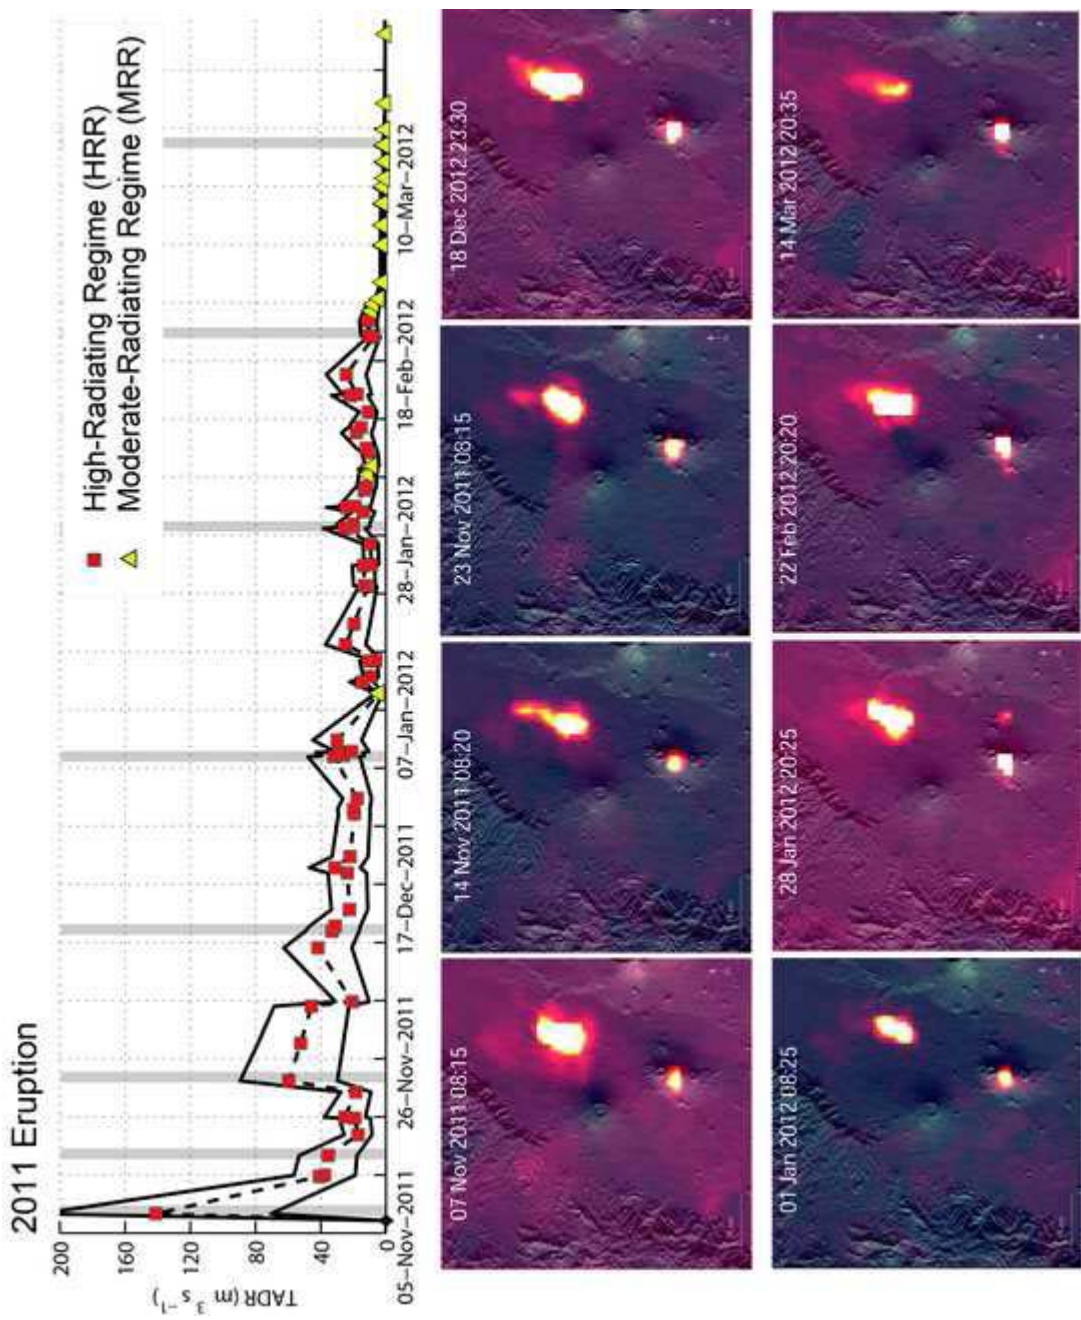 2011 Eruption
High-Radiating Regime (HRR)
Moderate-Radiating Regime (MRR)
TADR (m³ s⁻¹)
200
160
120
80
40
0
05-Nov-2011
26-Nov-2011
17-Dec-2011
07-Jan-2012
28-Jan-2012
18-Feb-2012
10-Mar-2012
07 Nov 2011 08:15
14 Nov 2011 08:20
23 Nov 2011 08:15
18 Dec 2012 23:30
01 Jan 2012 08:25
28 Jan 2012 20:25
22 Feb 2012 20:20
14 Mar 2012 20:35